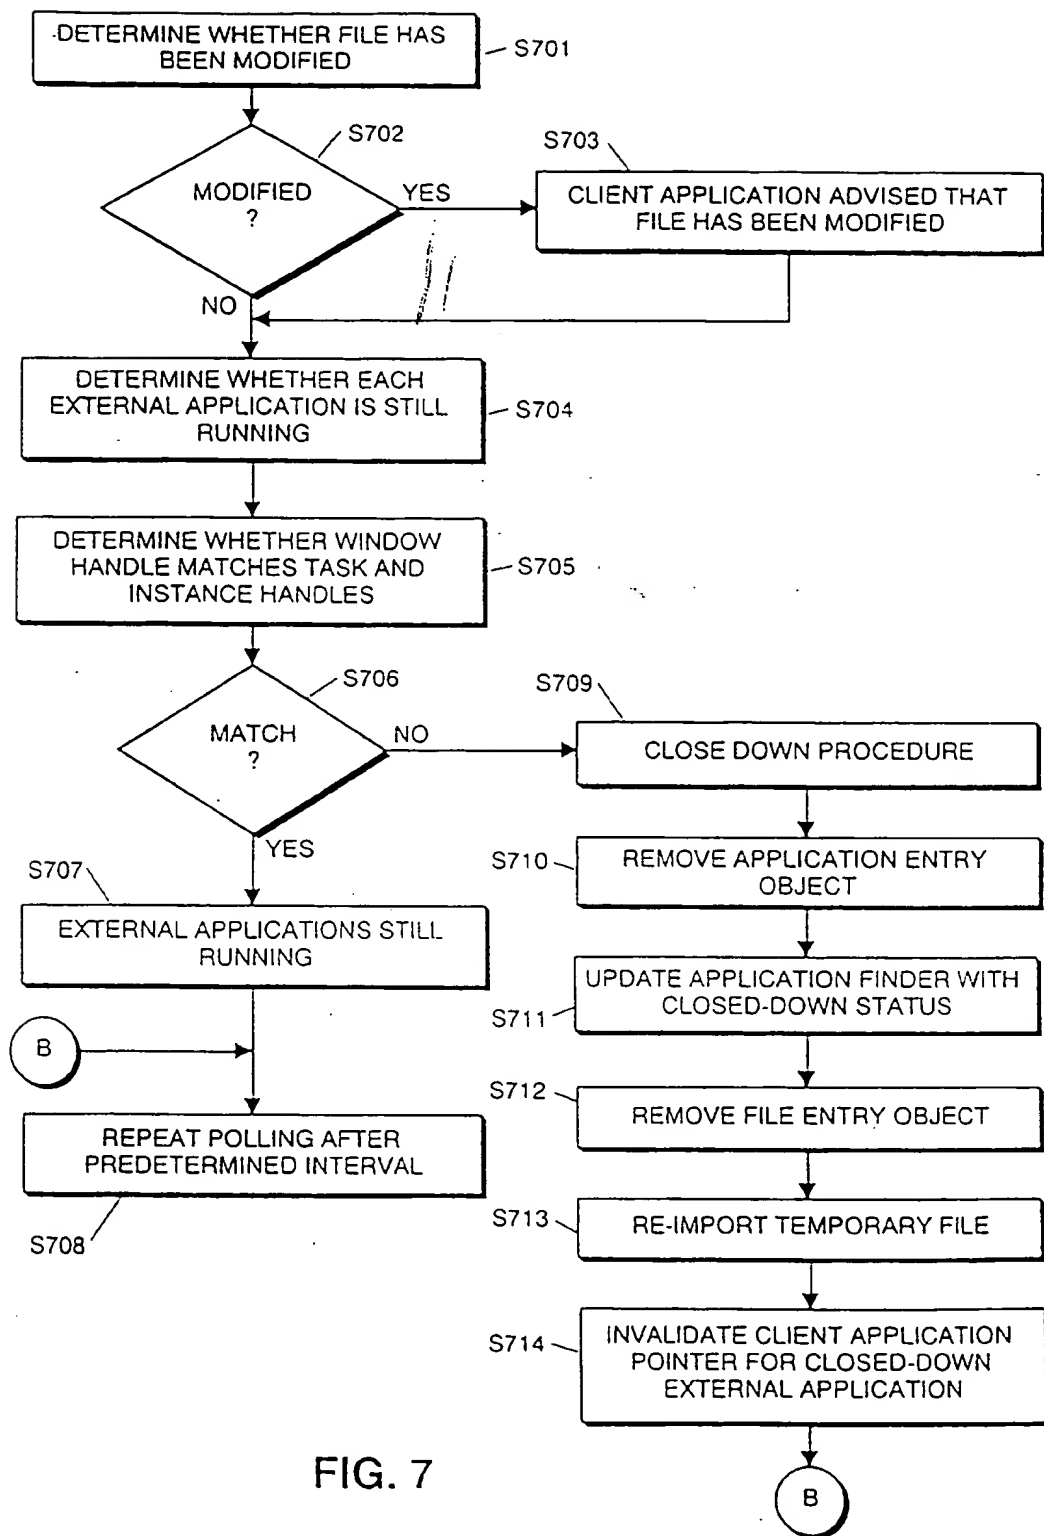 DETERMINE WHETHER FILE HAS
BEEN MODIFIED
S701
S702
MODIFIED
?
YES
NO
S703
CLIENT APPLICATION ADVISED THAT
FILE HAS BEEN MODIFIED
DETERMINE WHETHER EACH
EXTERNAL APPLICATION IS STILL
RUNNING
S704
DETERMINE WHETHER WINDOW
HANDLE MATCHES TASK AND
INSTANCE HANDLES
S705
S706
MATCH
?
NO
YES
S707
EXTERNAL APPLICATIONS STILL
RUNNING
B
REPEAT POLLING AFTER
PREDETERMINED INTERVAL
S708
S709
CLOSE DOWN PROCEDURE
S710
REMOVE APPLICATION ENTRY
OBJECT
UPDATE APPLICATION FINDER WITH
CLOSED-DOWN STATUS
S711
S712
REMOVE FILE ENTRY OBJECT
S713
RE-IMPORT TEMPORARY FILE
S714
INVALIDATE CLIENT APPLICATION
POINTER FOR CLOSED-DOWN
EXTERNAL APPLICATION
B
FIG. 7